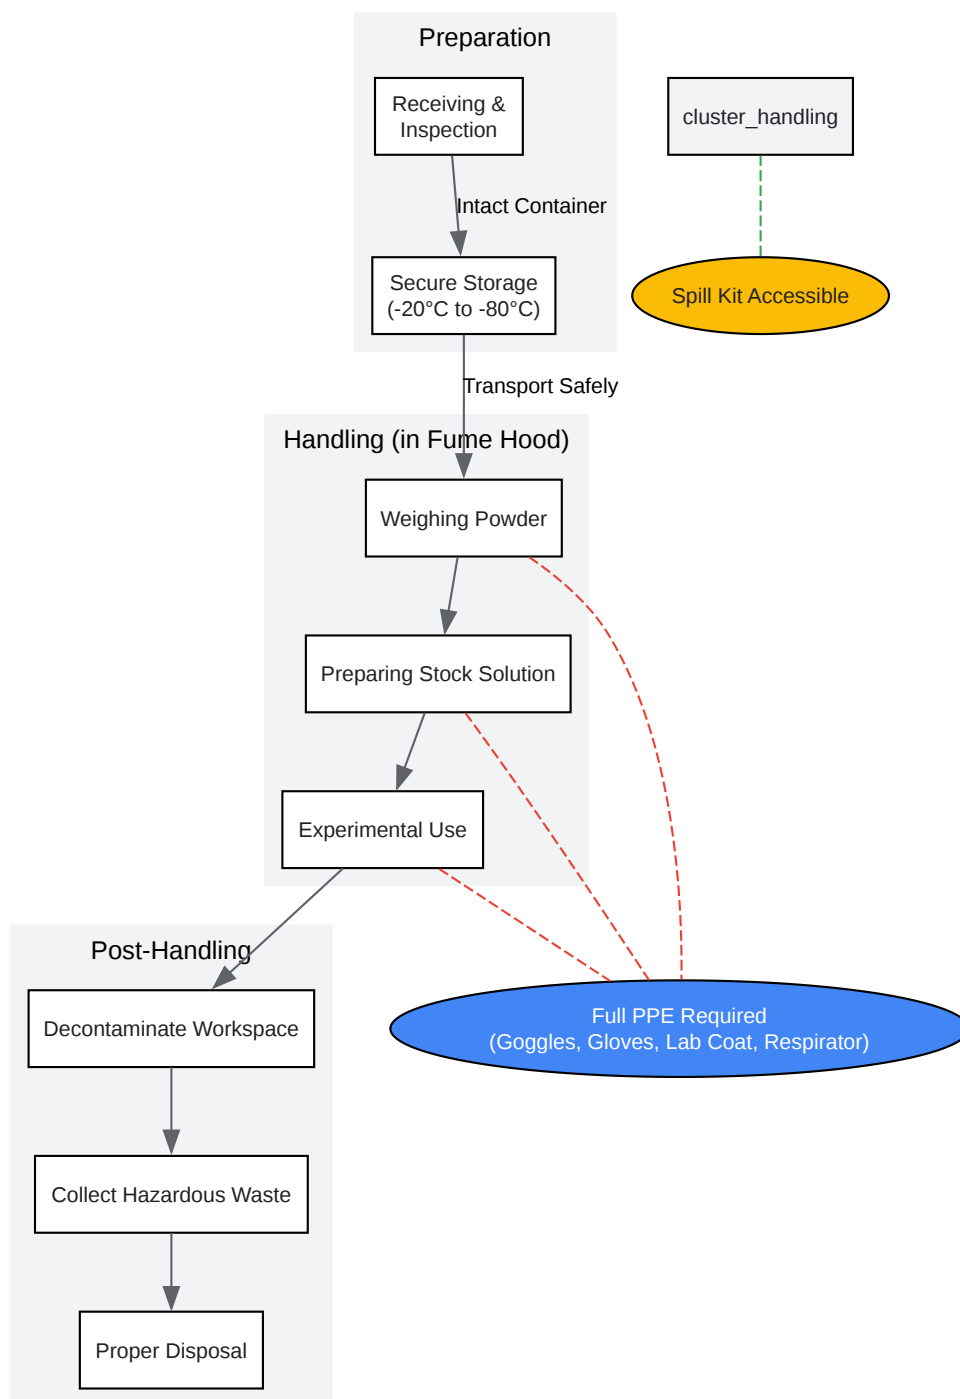 Preparation
Receiving &
Inspection
cluster_handling
Intact Container
Secure Storage
(-20°C to -80°C)
Spill Kit Accessible
Transport Safely
Handling (in Fume Hood)
Weighing Powder
Preparing Stock Solution
Experimental Use
Post-Handling
Decontaminate Workspace
Full PPE Required
(Goggles, Gloves, Lab Coat, Respirator)
Collect Hazardous Waste
Proper Disposal